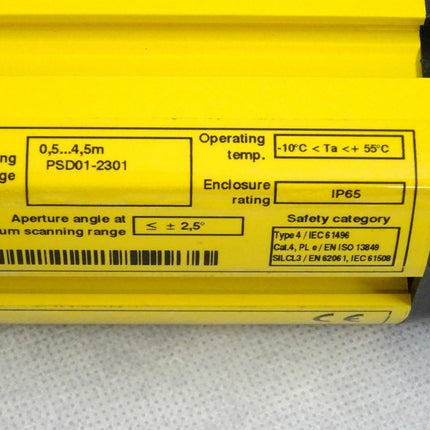 ng
ge
0,5...4,5m
PSD01-2301
Operating
temp.
-10°C < Ta <+ 55°C
Enclosure
rating
IP65
Aperture angle at
um scanning range
≤ ± 2,5°
Safety category
Type 4 / IEC 61496
Cat.4, PL e / EN ISO 13849
SILCL3 / EN 62061, IEC 61508
CE